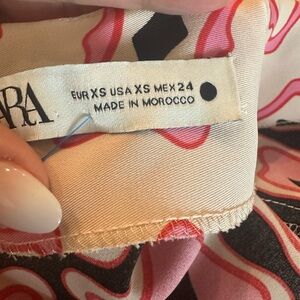 ARA
EUR XS USA XS MEX 24
MADE IN MOROCCO